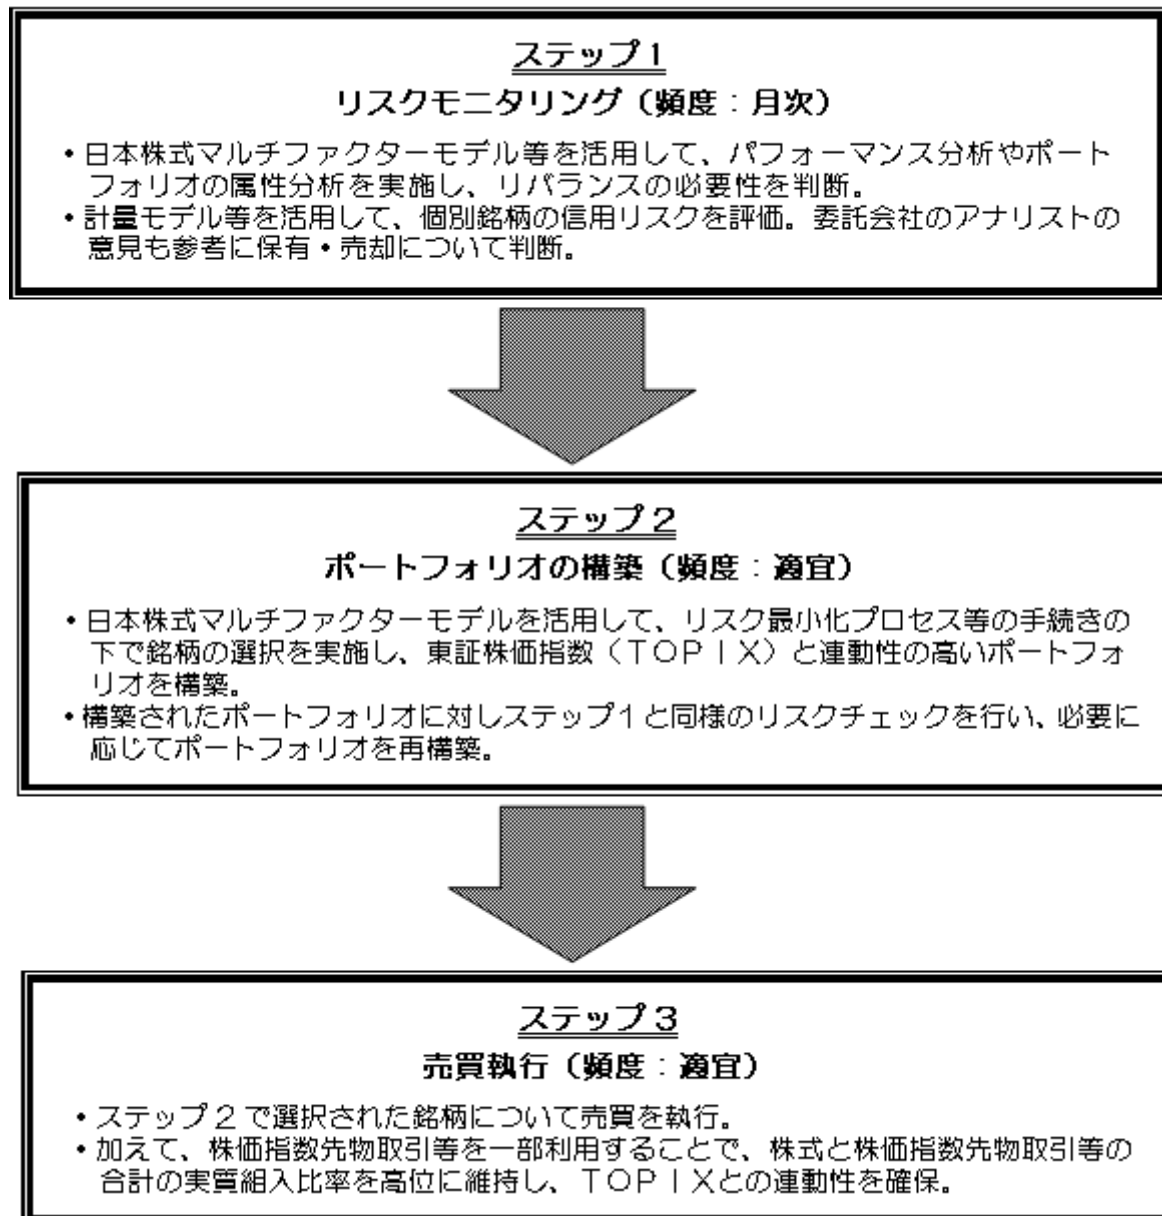 ステップ１
リスクモニタリング（頻度：月次）
・日本株式マルチファクターモデル等を活用して、パフォーマンス分析やポート
フォリオの属性分析を実施し、リバランスの必要性を判断。
・計量モデル等を活用して、個別銘柄の信用リスクを評価。委託会社のアナリストの
意見も参考に保有・売却について判断。
ステップ２
ポートフォリオの構築（頻度：適宜）
・日本株式マルチファクターモデルを活用して、リスク最小化プロセス等の手続きの
下で銘柄の選択を実施し、東証株価指数（ＴＯＰＩＸ）と連動性の高いポートフォ
リオを構築。
・構築されたポートフォリオに対しステップ１と同様のリスクチェックを行い、必要に
応じてポートフォリオを再構築。
ステップ３
売買執行（頻度：適宜）
・ステップ２で選択された銘柄について売買を執行。
・加えて、株価指数先物取引等を一部利用することで、株式と株価指数先物取引等の
合計の実質組入比率を高位に維持し、ＴＯＰＩＸとの連動性を確保。